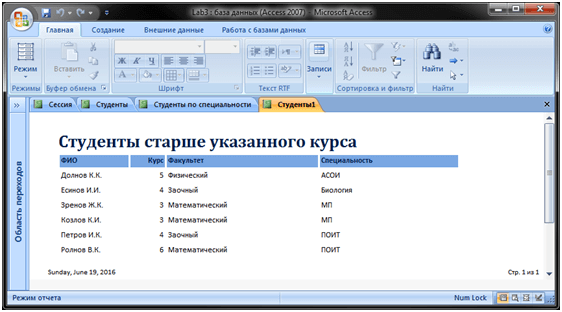 Lab3 : база данных (Access 2007) - Microsoft Access
Главная Создание Внешние данные Работа с базами данных
Режим Вставить Ж К Ч Записи Фильтр Найти
Режимы Буфер обмена Шрифт Текст RTF Сортировка и фильтр Найти
Сессия Студенты Студенты по специальности Студенты1
Область переходов
Студенты старше указанного курса
ФИО Курс Факультет Специальность
Долнов К.К. 5 Физический АСОИ
Есинов И.И. 4 Заочный Биология
Зренов Ж.К. 3 Математический МП
Козлов К.И. 3 Математический МП
Петров И.К. 4 Заочный ПОИТ
Ролнов В.К. 6 Математический ПОИТ
Sunday, June 19, 2016 Стр. 1 из 1
Режим отчета Num Lock